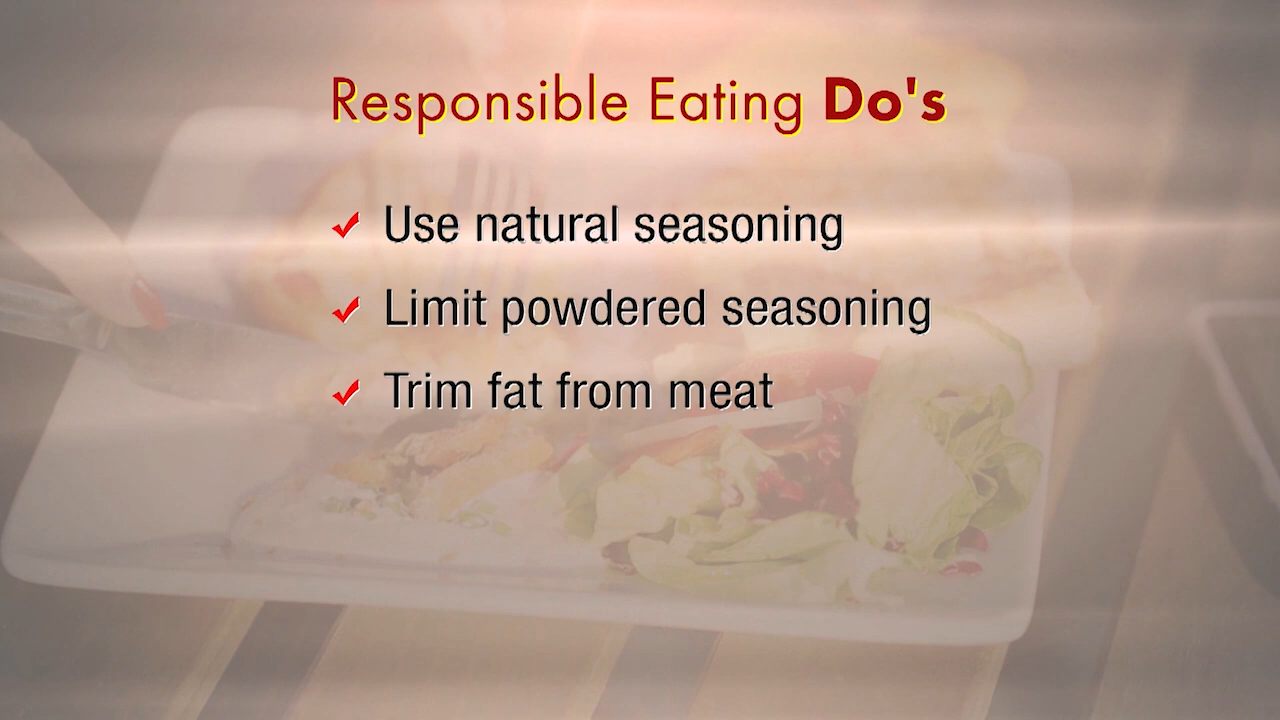 Responsible Eating Do's
Use natural seasoning
Limit powdered seasoning
Trim fat from meat